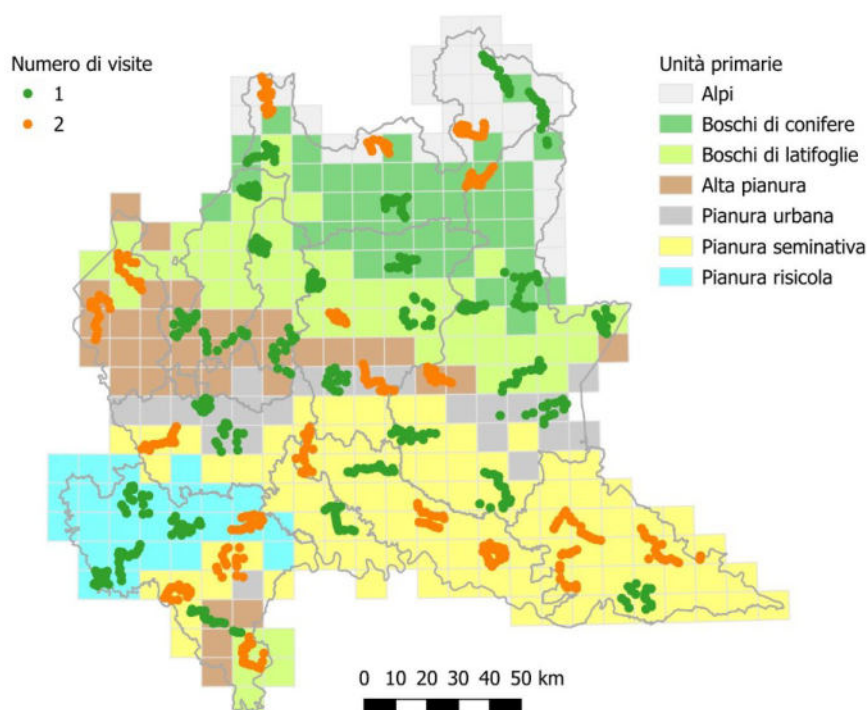 Numero di visite
1
2
Unità primarie
Alpi
Boschi di conifere
Boschi di latifoglie
Alta pianura
Pianura urbana
Pianura seminativa
Pianura risicola
0 10 20 30 40 50 km